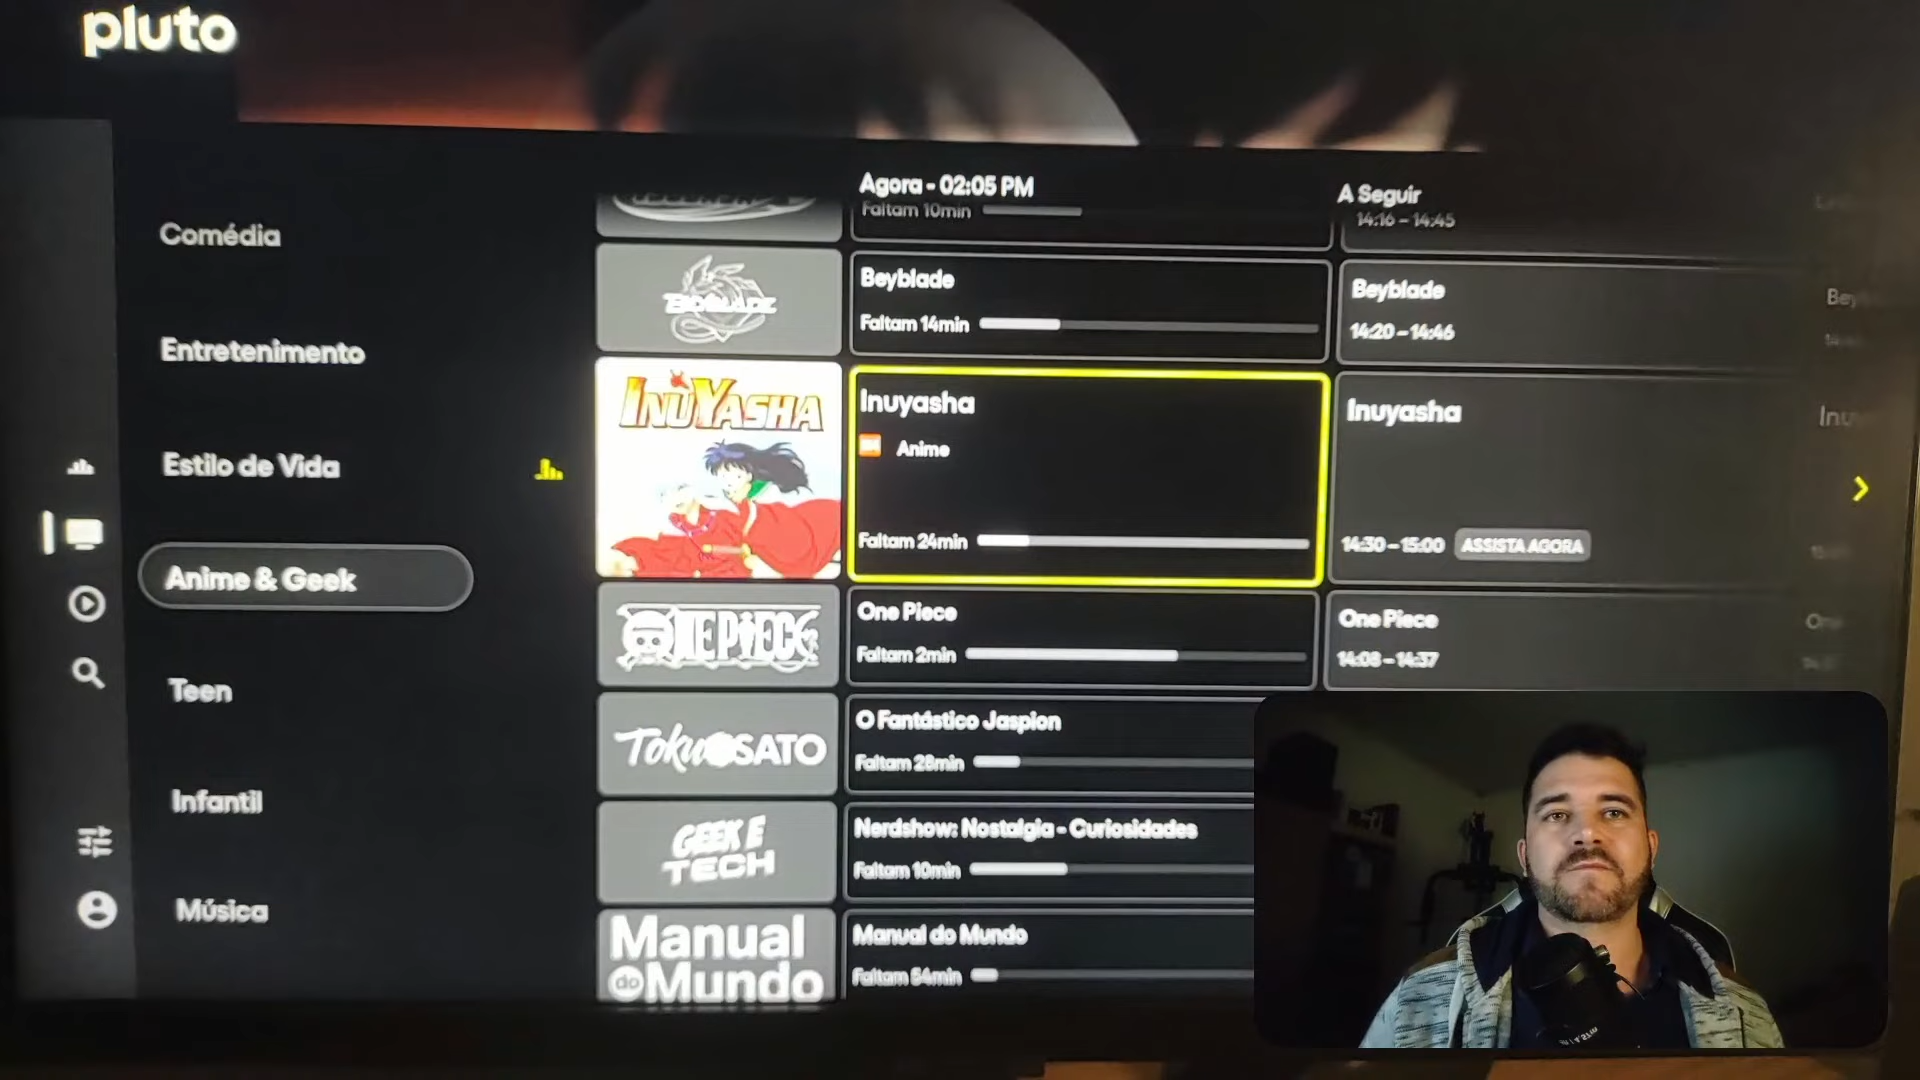 pluto
Agora - 02:05 PM
A Seguir
Faltam 10min
14:16 – 14:45
Comédia
Entretenimento
Estilo de Vida
Anime & Geek
Teen
Infantil
Música
BEYBLADE
Beyblade
Faltam 14min
Beyblade
14:20 – 14:46
INUYASHA
Inuyasha
Anime
Faltam 24min
Inuyasha
14:30 – 15:00 ASSISTA AGORA
ONE PIECE
One Piece
Faltam 2min
One Piece
14:08 – 14:37
TokuSATO
O Fantástico Jaspion
Faltam 28min
GEEK E
TECH
Nerdshow: Nostalgia - Curiosidades
Faltam 10min
Manual
do Mundo
Manual do Mundo
Faltam 54min